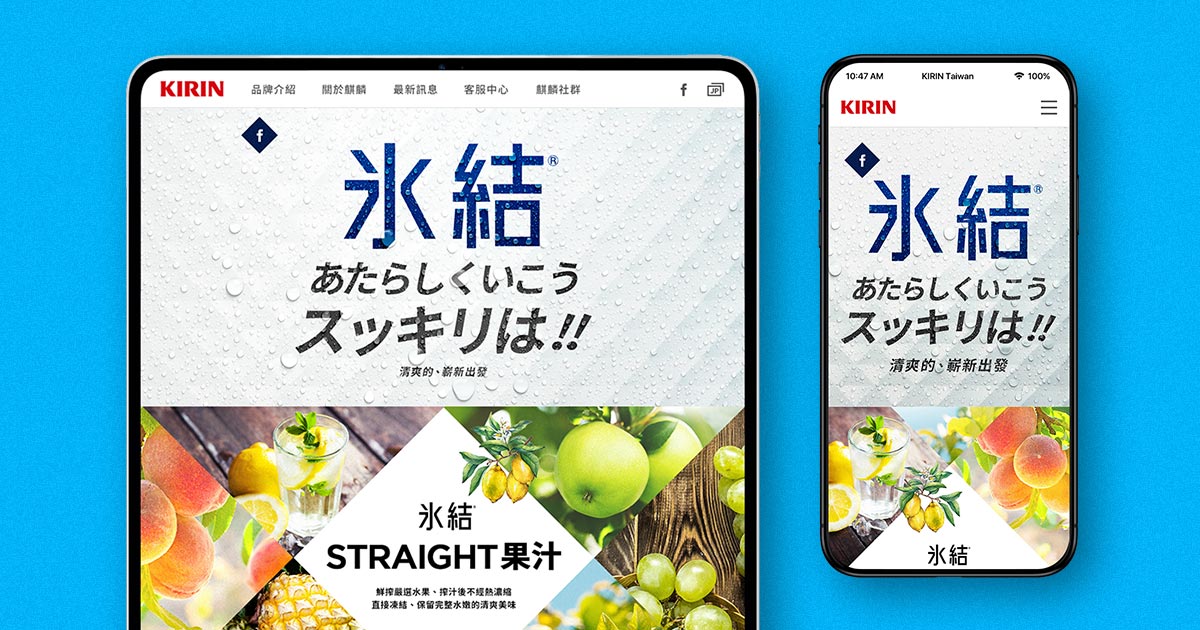 KIRIN 品牌介紹 關於麒麟 最新訊息 客服中心 麒麟社群 f JP
f
氷結®
あたらしくいこう
スッキリは!!
清爽的、嶄新出發
氷結
STRAIGHT果汁
鮮搾嚴選水果、搾汁後不經熱濃縮
直接凍結、保留完整水嫩的清爽美味
10:47 AM KIRIN Taiwan 100%
KIRIN
f
氷結®
あたらしくいこう
スッキリは!!
清爽的、嶄新出發
氷結